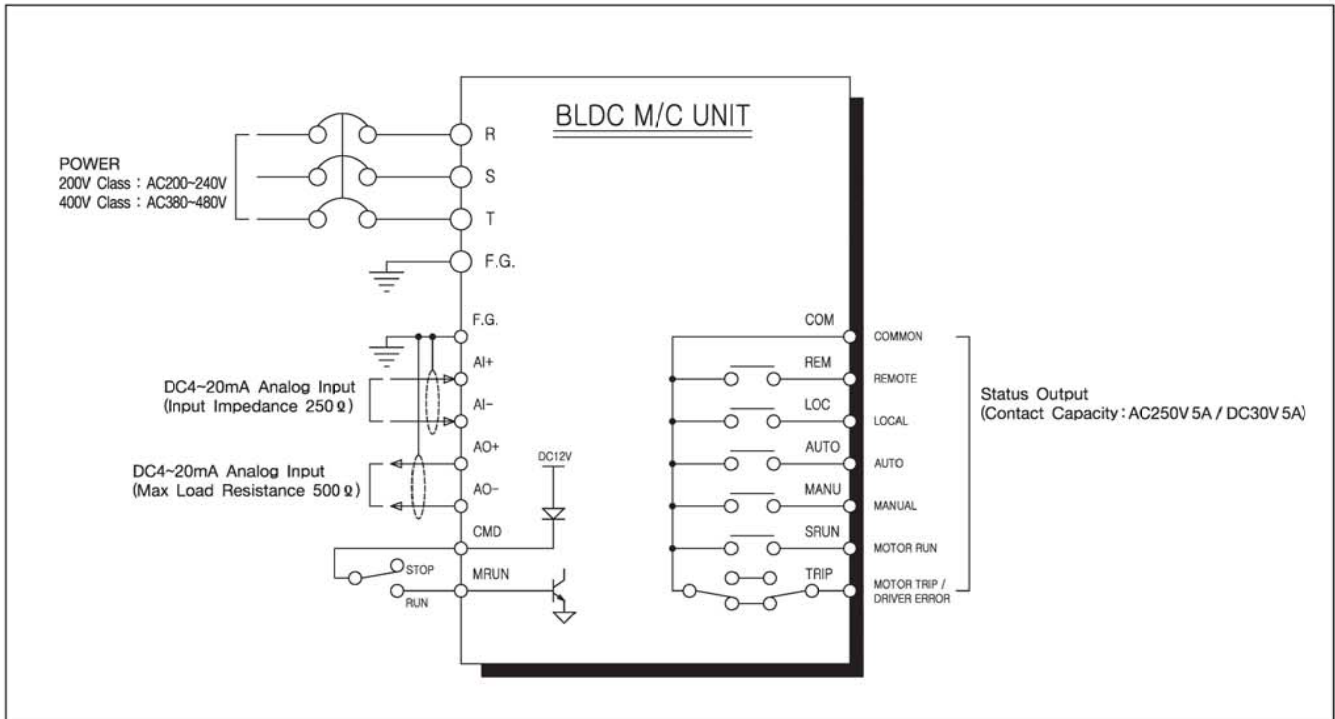 BLDC M/C UNIT
POWER
200V Class : AC200~240V
400V Class : AC380~480V
R
S
T
F.G.
F.G.
AI+
AI-
DC4~20mA Analog Input
(Input Impedance 250Ω)
AO+
AO-
DC4~20mA Analog Input
(Max Load Resistance 500Ω)
DC12V
CMD
MRUN
STOP
RUN
COM
COMMON
REM
REMOTE
LOC
LOCAL
AUTO
AUTO
MANU
MANUAL
SRUN
MOTOR RUN
TRIP
MOTOR TRIP /
DRIVER ERROR
Status Output
(Contact Capacity : AC250V 5A / DC30V 5A)